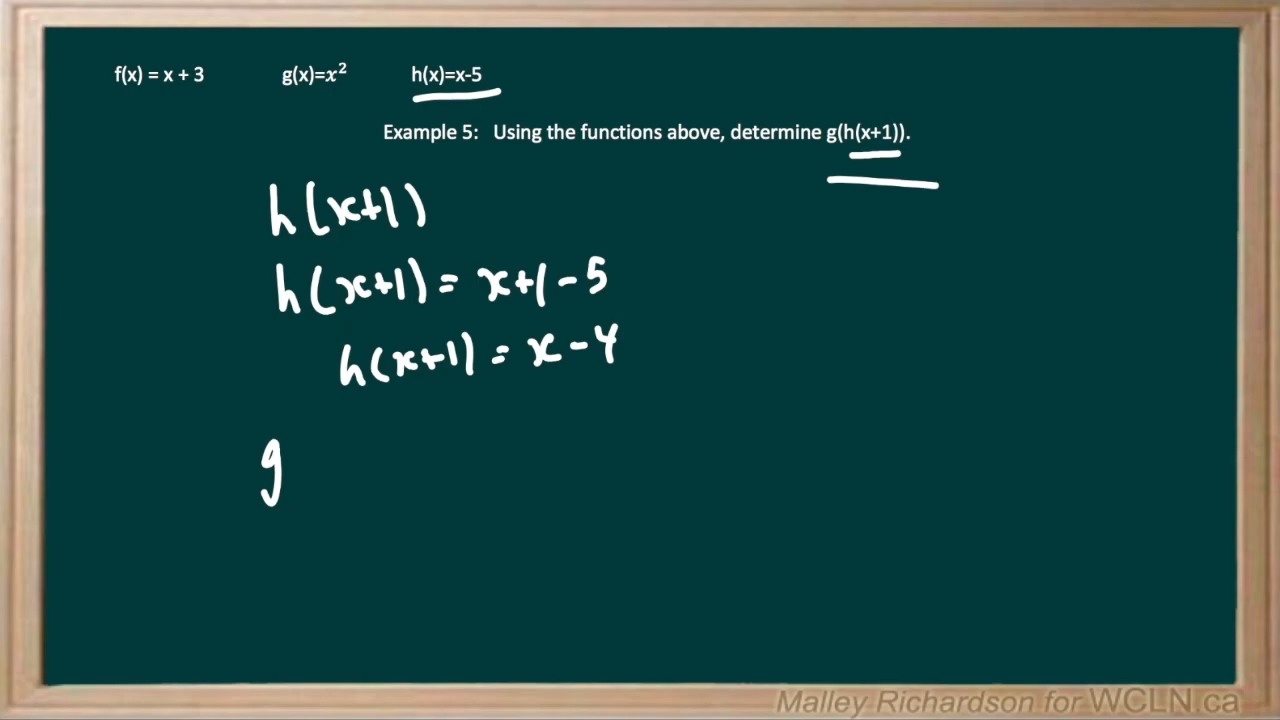 f(x) = x + 3 g(x)=x² h(x)=x-5
Example 5: Using the functions above, determine g(h(x+1)).
h(x+1)
h(x+1) = x+1-5
h(x+1) = x-4
g
Malley Richardson for WCLN.ca